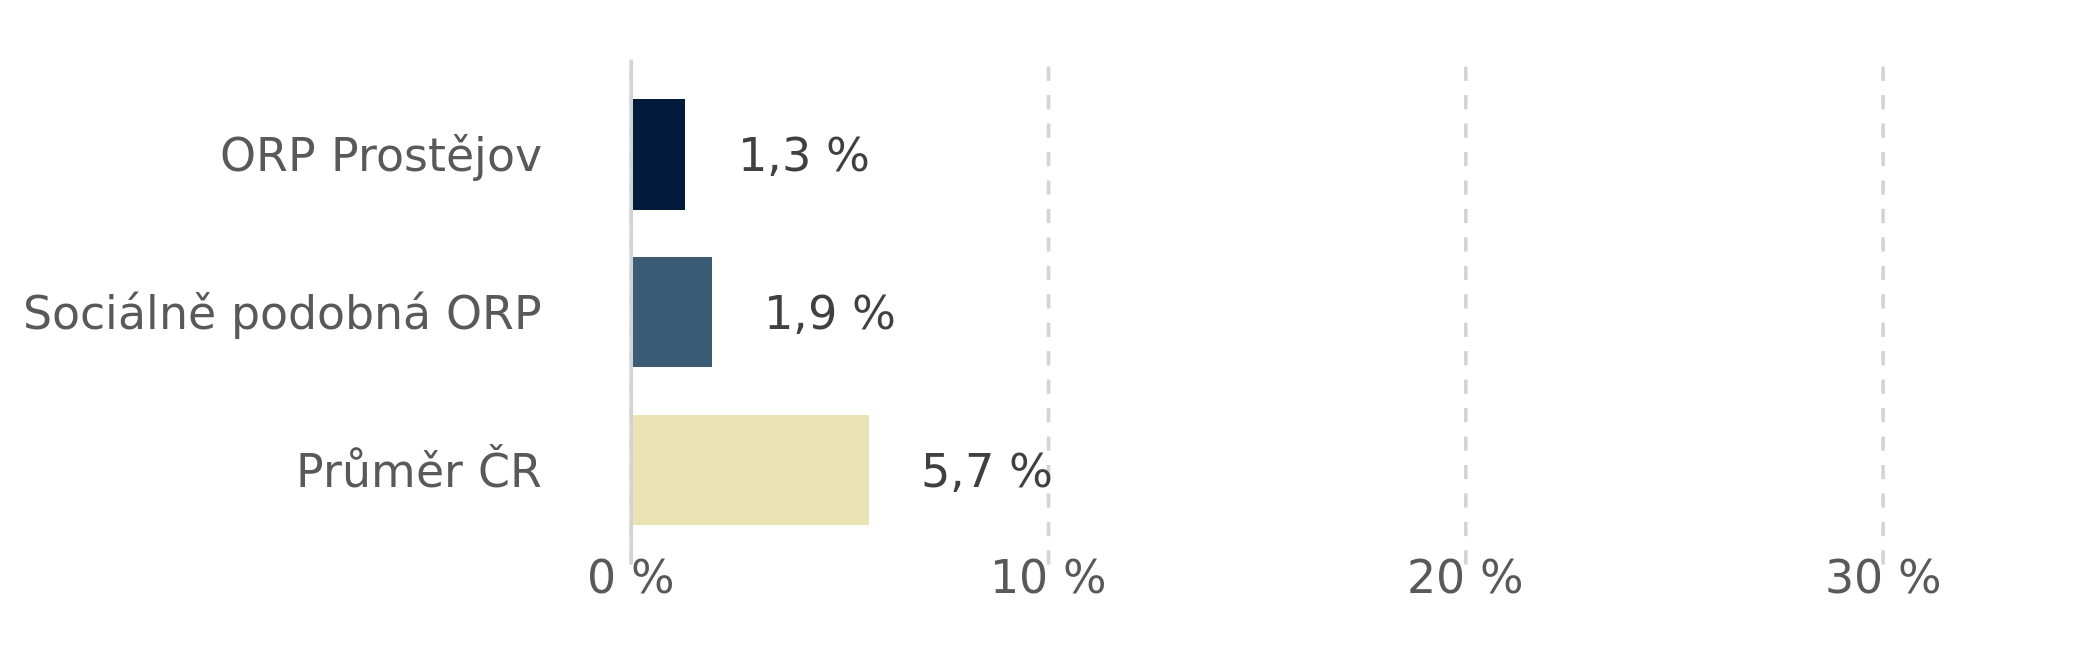 ORP Prostějov 1,3 %
Sociálně podobná ORP 1,9 %
Průměr ČR 5,7 %
0 % 10 % 20 % 30 %